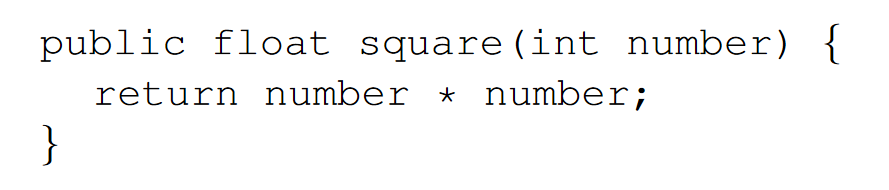 public float square(int number) {
return number * number;
}